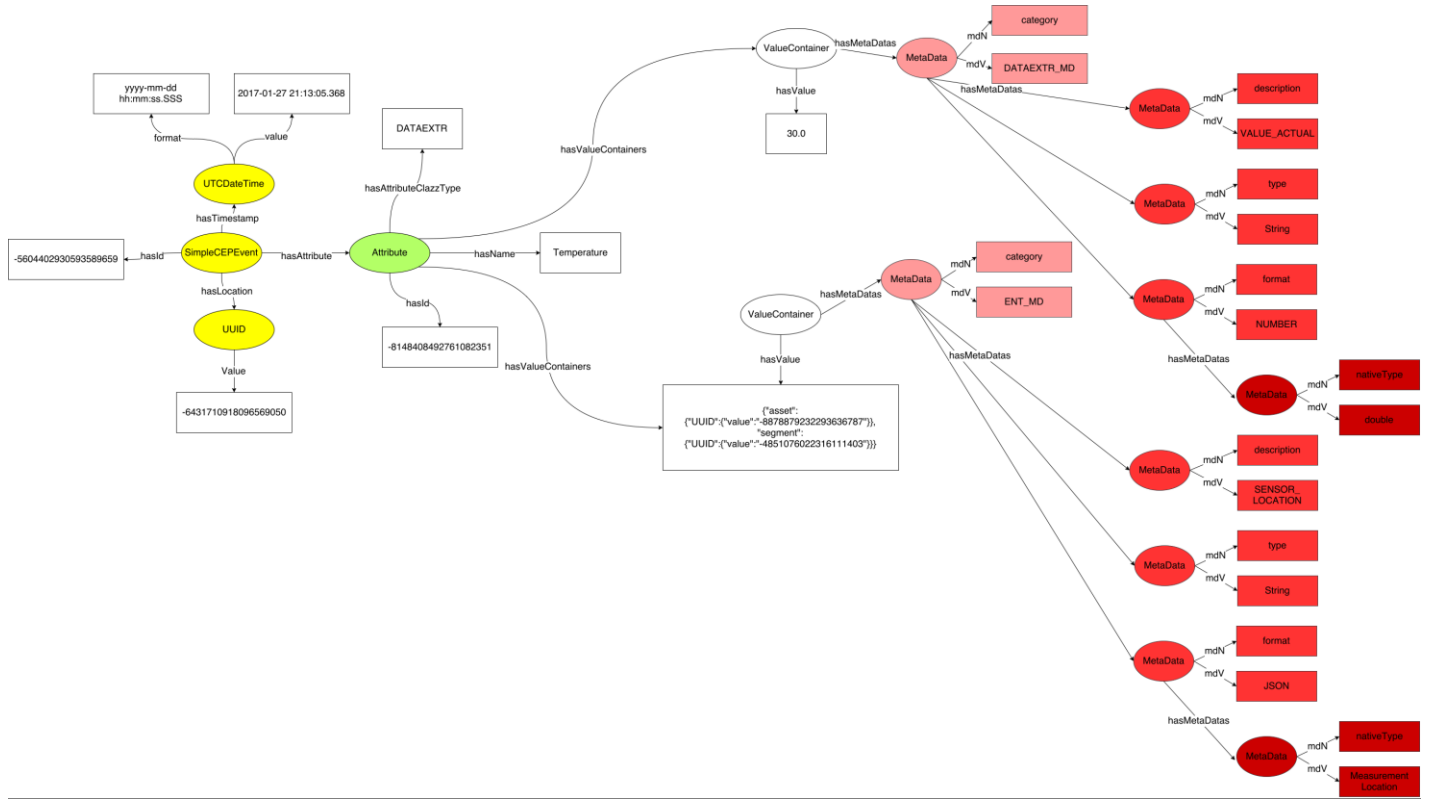 category
ValueContainer
hasMetaDatas
mdN
MetaData
mdV
DATAEXTR_MD
hasMetaDatas
hasValue
30.0
yyyy-mm-dd
hh:mm:ss.SSS
2017-01-27 21:13:05.368
format
value
UTCDateTime
hasTimestamp
DATAEXTR
hasAttributeClazzType
hasValueContainers
-5604402930593589659
hasId
SimpleCEPEvent
hasAttribute
Attribute
hasName
Temperature
hasLocation
UUID
Value
-6431710918096569050
hasId
-8148408492761082351
hasValueContainers
MetaData
mdN
description
mdV
VALUE_ACTUAL
MetaData
mdN
type
mdV
String
MetaData
mdN
format
mdV
NUMBER
hasMetaDatas
MetaData
mdN
nativeType
mdV
double
ValueContainer
hasMetaDatas
MetaData
mdN
category
mdV
ENT_MD
hasValue
{"asset":
{"UUID":{"value":"-8878879232293636787"}},
"segment":
{"UUID":{"value":"-4851076022316111403"}}}
hasMetaDatas
MetaData
mdN
description
mdV
SENSOR_
LOCATION
MetaData
mdN
type
mdV
String
MetaData
mdN
format
mdV
JSON
hasMetaDatas
MetaData
mdN
nativeType
mdV
Measurement
Location